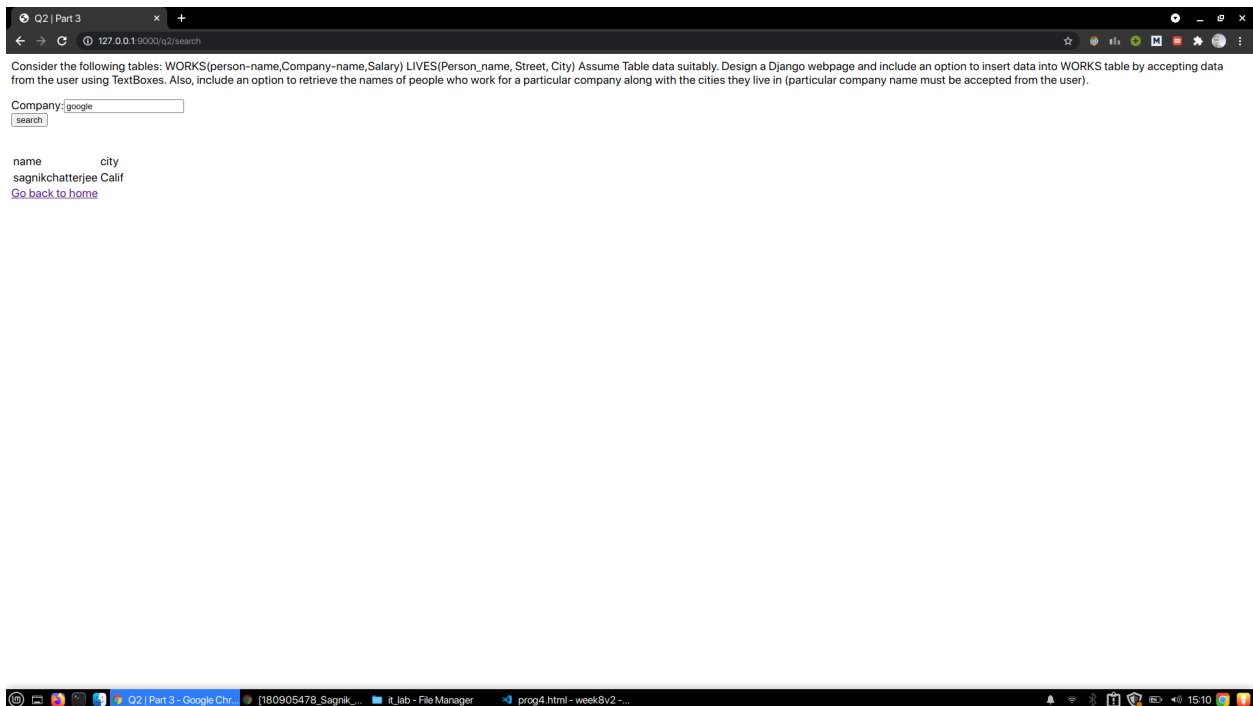 Q2 | Part 3
127.0.0.1:9000/q2/search
Consider the following tables: WORKS(person-name,Company-name,Salary) LIVES(Person_name, Street, City) Assume Table data suitably. Design a Django webpage and include an option to insert data into WORKS table by accepting data
from the user using TextBoxes. Also, include an option to retrieve the names of people who work for a particular company along with the cities they live in (particular company name must be accepted from the user).
Company: google
search
name city
sagnikchatterjee Calif
Go back to home
Q2 | Part 3 - Google Chr... [180905478_Sagnik_... it_lab - File Manager prog4.html - week8v2 -... 15:10